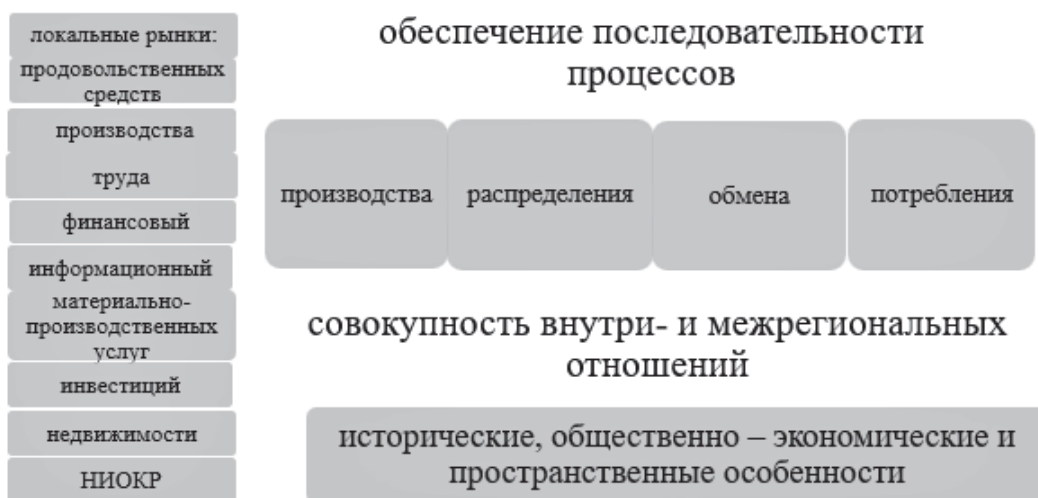 локальные рынки:
продовольственных
средств
производства
труда
финансовый
информационный
материально-
производственных
услуг
инвестиций
недвижимости
НИОКР
обеспечение последовательности
процессов
производства
распределения
обмена
потребления
совокупность внутри- и межрегиональных
отношений
исторические, общественно – экономические и
пространственные особенности